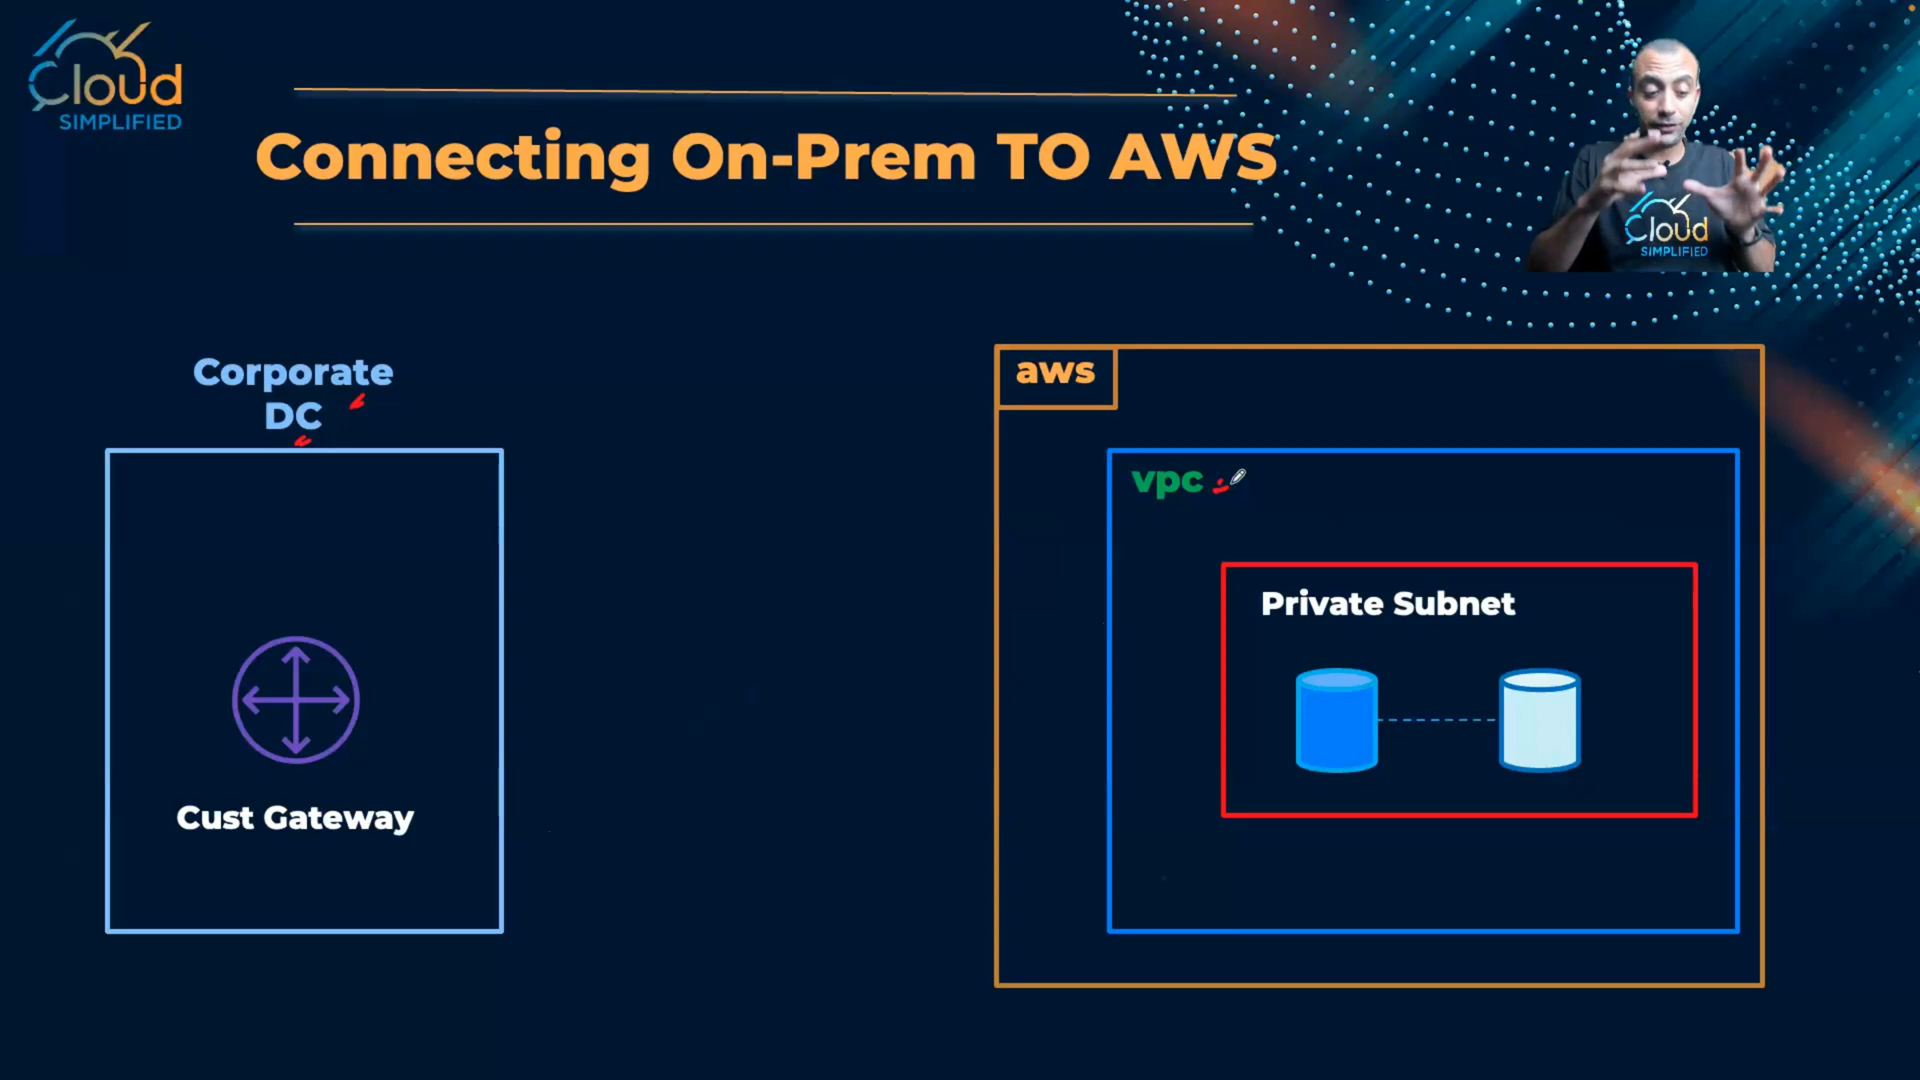 Cloud
SIMPLIFIED
Connecting On-Prem TO AWS
Cloud
SIMPLIFIED
Corporate
DC
aws
vpc
Private Subnet
Cust Gateway